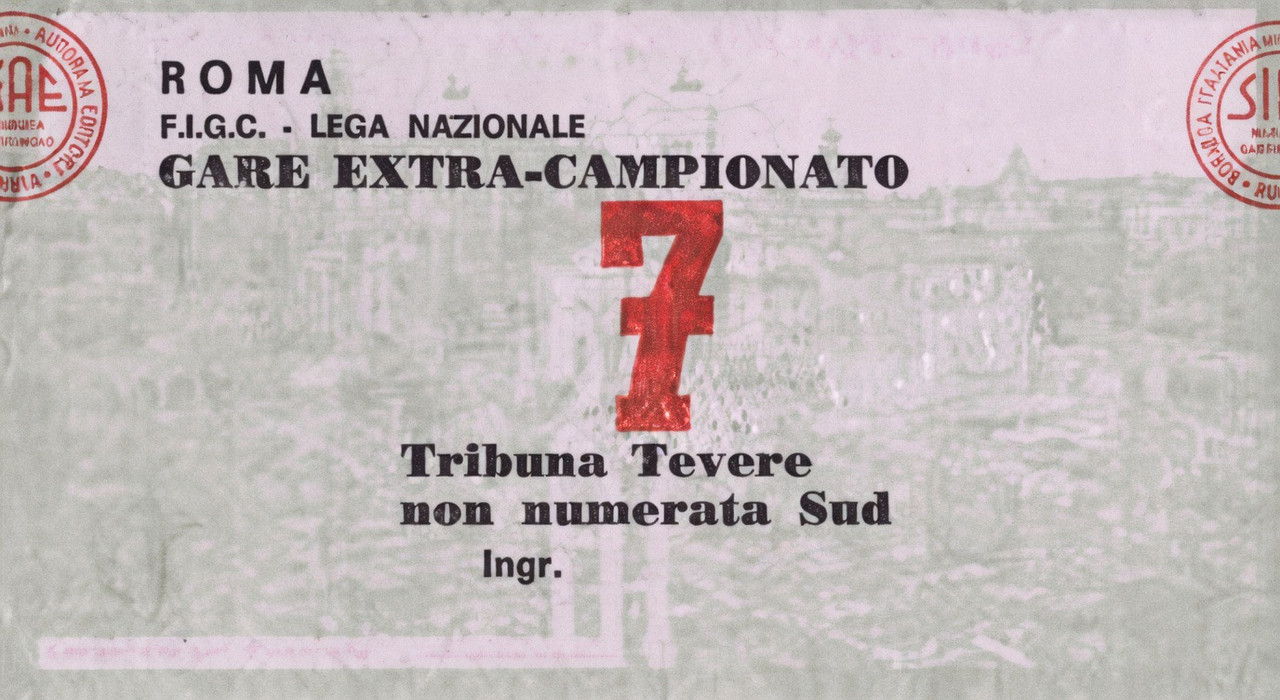 ROMA
F.I.G.C. - LEGA NAZIONALE
GARE EXTRA-CAMPIONATO
7
Tribuna Tevere
non numerata Sud
Ingr.